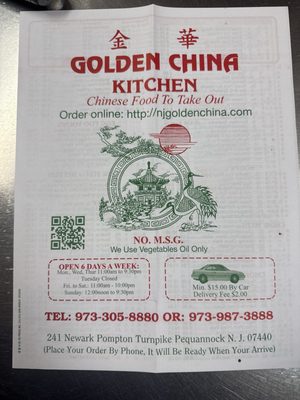 金 華
GOLDEN CHINA
KITCHEN
Chinese Food To Take Out
Order online: http://njgoldenchina.com
NO. M.S.G.
We Use Vegetables Oil Only
OPEN 6 DAYS A WEEK:
Mon, Wed, Thur 11:00am to 9:30pm
Tuesday Closed
Fri. to Sat.: 11:00am - 10:00pm
Sunday: 12:00noon to 9:30pm
Min. $15.00 By Car
Delivery Fee $2.00
TEL: 973-305-8880 OR: 973-987-3888
241 Newark Pompton Turnpike Pequannock N. J. 07440
(Place Your Order By Phone, It Will Be Ready When Your Arrive)